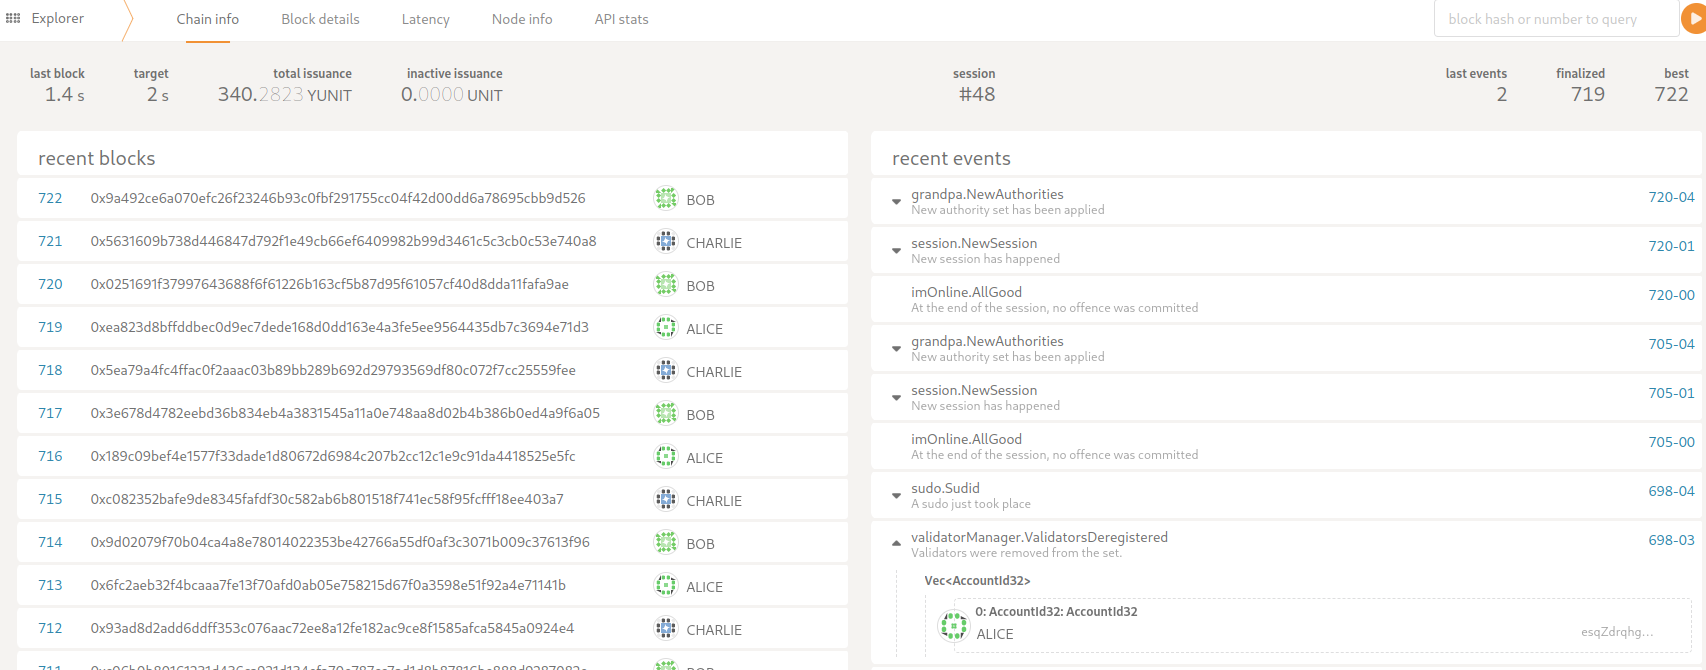 Explorer
Chain info
Block details
Latency
Node info
API stats
block hash or number to query
last block
1.4 s
target
2 s
total issuance
340.2823 YUNIT
inactive issuance
0.0000 UNIT
session
#48
last events
2
finalized
719
best
722
recent blocks
722 0x9a492ce6a070efc26f23246b93c0fbf291755cc04f42d00dd6a78695cbb9d526 BOB
721 0x5631609b738d446847d792f1e49cb66ef6409982b99d3461c5c3cb0c53e740a8 CHARLIE
720 0x0251691f37997643688f6f61226b163cf5b87d95f61057cf40d8dda11fafa9ae BOB
719 0xea823d8bffddbec0d9ec7dede168d0dd163e4a3fe5ee9564435db7c3694e71d3 ALICE
718 0x5ea79a4fc4ffac0f2aaac03b89bb289b692d29793569df80c072f7cc25559fee CHARLIE
717 0x3e678d4782eebd36b834eb4a3831545a11a0e748aa8d02b4b386b0ed4a9f6a05 BOB
716 0x189c09bef4e1577f33dade1d80672d6984c207b2cc12c1e9c91da4418525e5fc ALICE
715 0xc082352bafe9de8345fafdf30c582ab6b801518f741ec58f95fcfff18ee403a7 CHARLIE
714 0x9d02079f70b04ca4a8e78014022353be42766a55df0af3c3071b009c37613f96 BOB
713 0x6fc2aeb32f4bcaaa7fe13f70afd0ab05e758215d67f0a3598e51f92a4e71141b ALICE
712 0x93ad8d2add6ddff353c076aac72ee8a12fe182ac9ce8f1585afca5845a0924e4 CHARLIE
711 BOB
recent events
grandpa.NewAuthorities 720-04
New authority set has been applied
session.NewSession 720-01
New session has happened
imOnline.AllGood 720-00
At the end of the session, no offence was committed
grandpa.NewAuthorities 705-04
New authority set has been applied
session.NewSession 705-01
New session has happened
imOnline.AllGood 705-00
At the end of the session, no offence was committed
sudo.Sudid 698-04
A sudo just took place
validatorManager.ValidatorsDeregistered 698-03
Validators were removed from the set.
Vec<AccountId32>
0: AccountId32: AccountId32
ALICE esqZdrqhg...